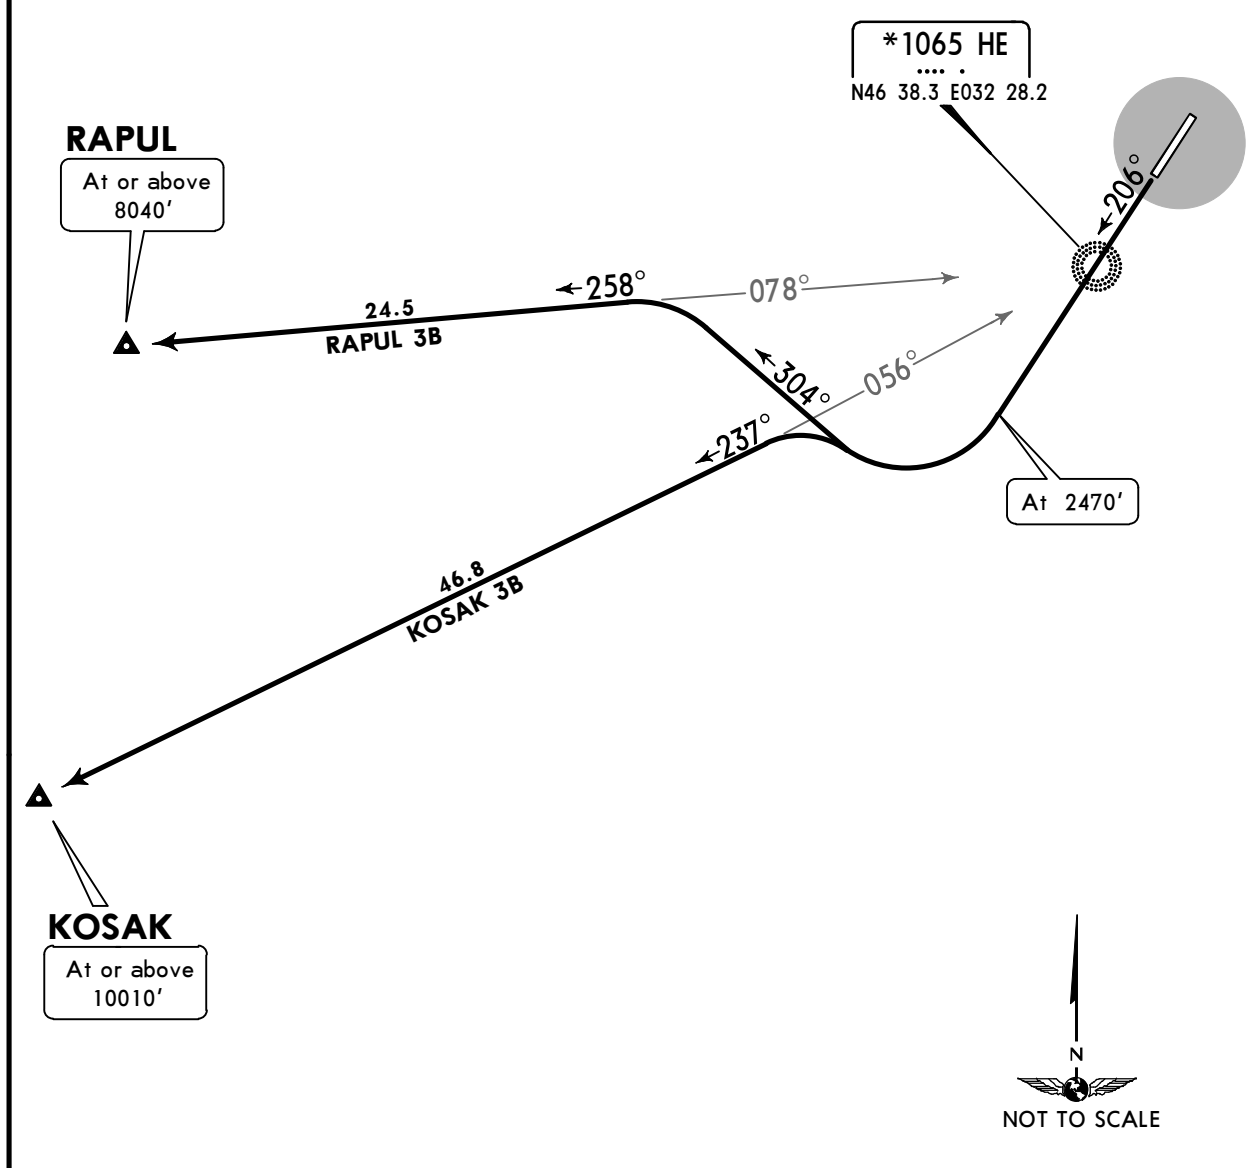 *1065 HE
N46 38.3 E032 28.2
RAPUL
At or above
8040'
206°
258°
078°
24.5
RAPUL 3B
304°
056°
237°
At 2470'
46.8
KOSAK 3B
KOSAK
At or above
10010'
N
NOT TO SCALE